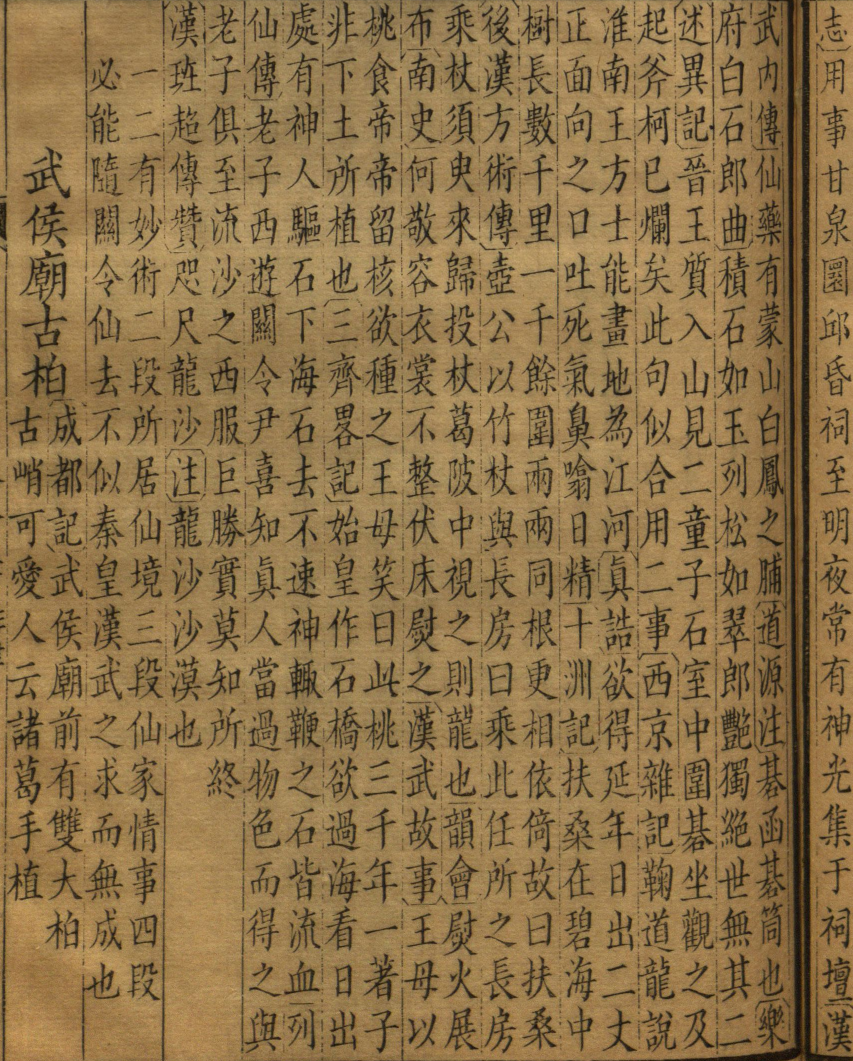 志用事甘泉圜邱昏祠至明夜常有神光集于祠壇漢
武內傳仙藥有蒙山白鳳之脯道源注碁函碁筒也樂
府白石郎曲積石如玉列松如翠郎豔獨絕世無其二
述異記晉王質入山見二童子石室中圍碁坐觀之及
起斧柯已爛矣此句似合用二事西京雜記鞠道龍說
淮南王方士能畫地為江河真誥欲得延年日出二丈
正面向之口吐死氣鼻噏日精十洲記扶桑在碧海中
樹長數千里一千餘圍兩兩同根更相依倚故曰扶桑
後漢方術傳壺公以竹杖與長房曰乘此任所之長房
乘杖須臾來歸投杖葛陂中視之則龍也韻會熨火展
布南史何敬容衣裳不整伏床熨之漢武故事王母以
桃食帝帝留核欲種之王母笑曰此桃三千年一著子
非下土所植也三齊畧記始皇作石橋欲過海看日出
處有神人驅石下海石去不速神輒鞭之石皆流血列
仙傳老子西遊關令尹喜知真人當過物色而得之與
老子俱至流沙之西服巨勝實莫知所終
漢班超傳贊咫尺龍沙注龍沙沙漠也
一二有妙術二段所居仙境三段仙家情事四段
必能隨關令仙去不似秦皇漢武之求而無成也
武侯廟古柏成都記武侯廟前有雙大柏
古峭可愛人云諸葛手植